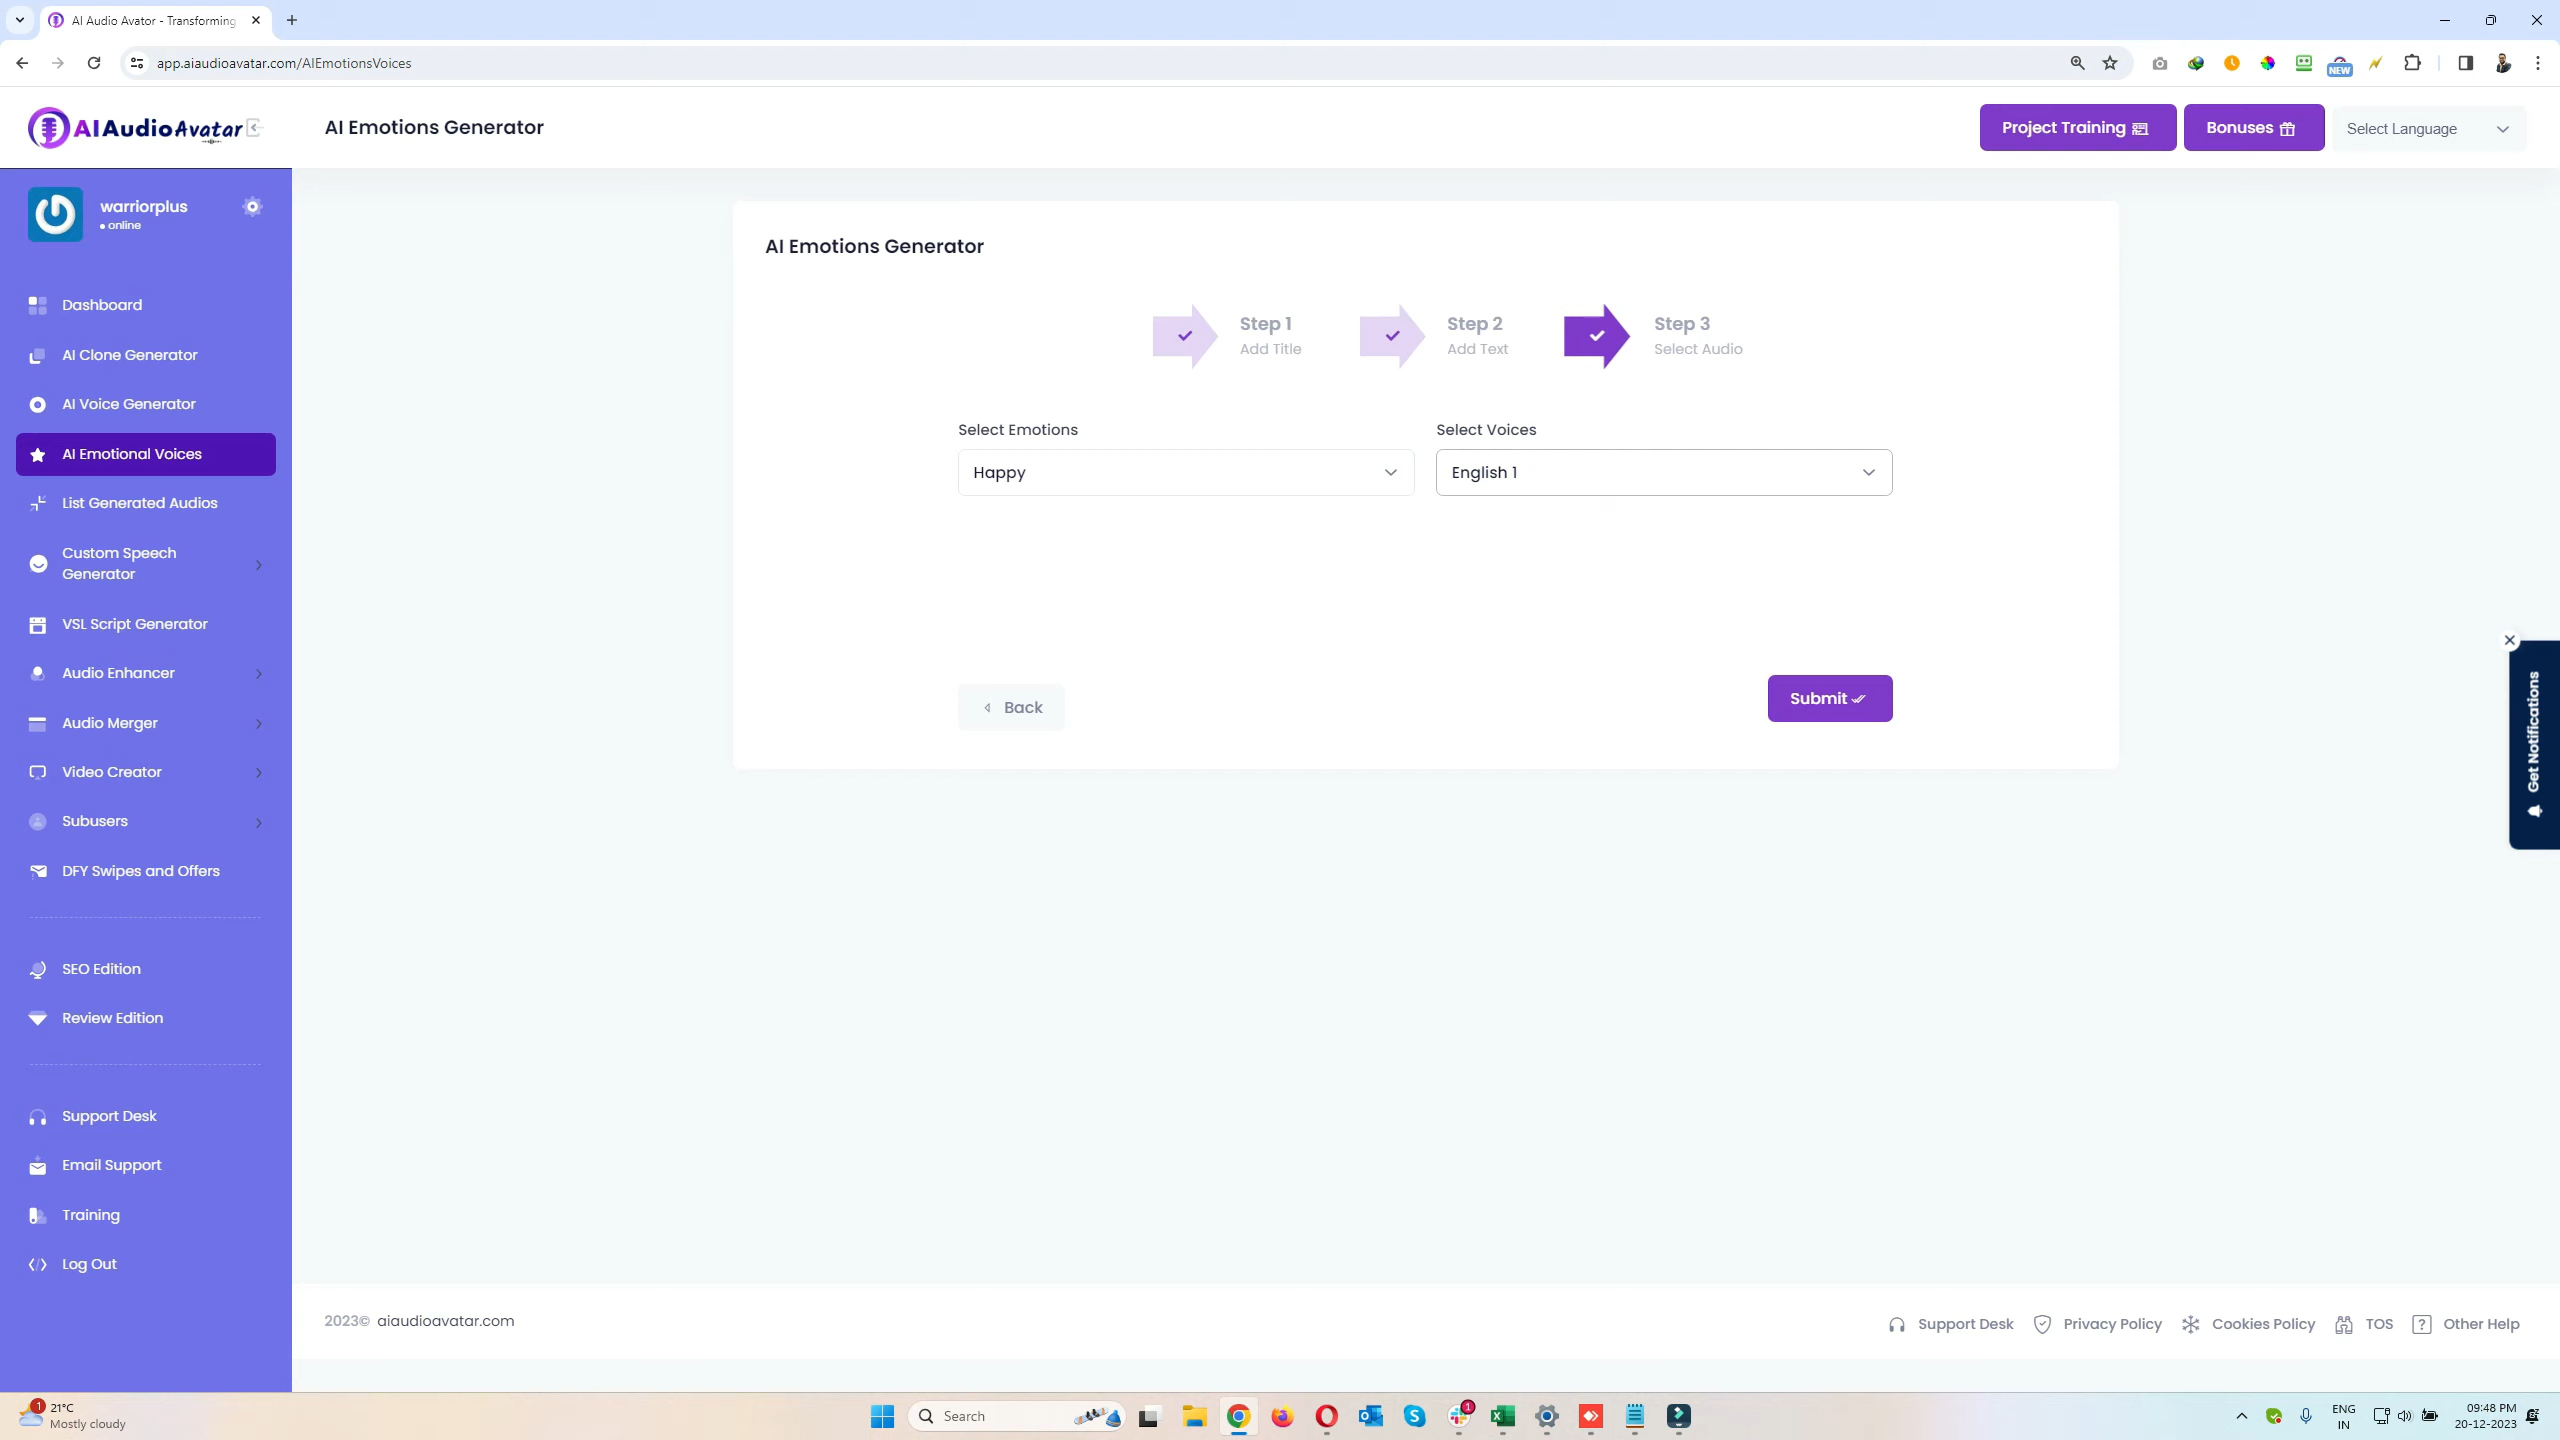 AI Audio Avator - Transforming
app.aiaudioavatar.com/AIEmotionsVoices
NEW
AIAudioAvatar
AI Emotions Generator
Project Training
Bonuses
Select Language
warriorplus
online
Dashboard
AI Clone Generator
AI Voice Generator
AI Emotional Voices
List Generated Audios
Custom Speech
Generator
VSL Script Generator
Audio Enhancer
Audio Merger
Video Creator
Subusers
DFY Swipes and Offers
SEO Edition
Review Edition
Support Desk
Email Support
Training
Log Out
AI Emotions Generator
Step 1
Add Title
Step 2
Add Text
Step 3
Select Audio
Select Emotions
Select Voices
Happy
English 1
Back
Submit
Get Notifications
2023© aiaudioavatar.com
Support Desk
Privacy Policy
Cookies Policy
TOS
Other Help
1
21°C
Mostly cloudy
Search
1
ENG
IN
09:48 PM
20-12-2023